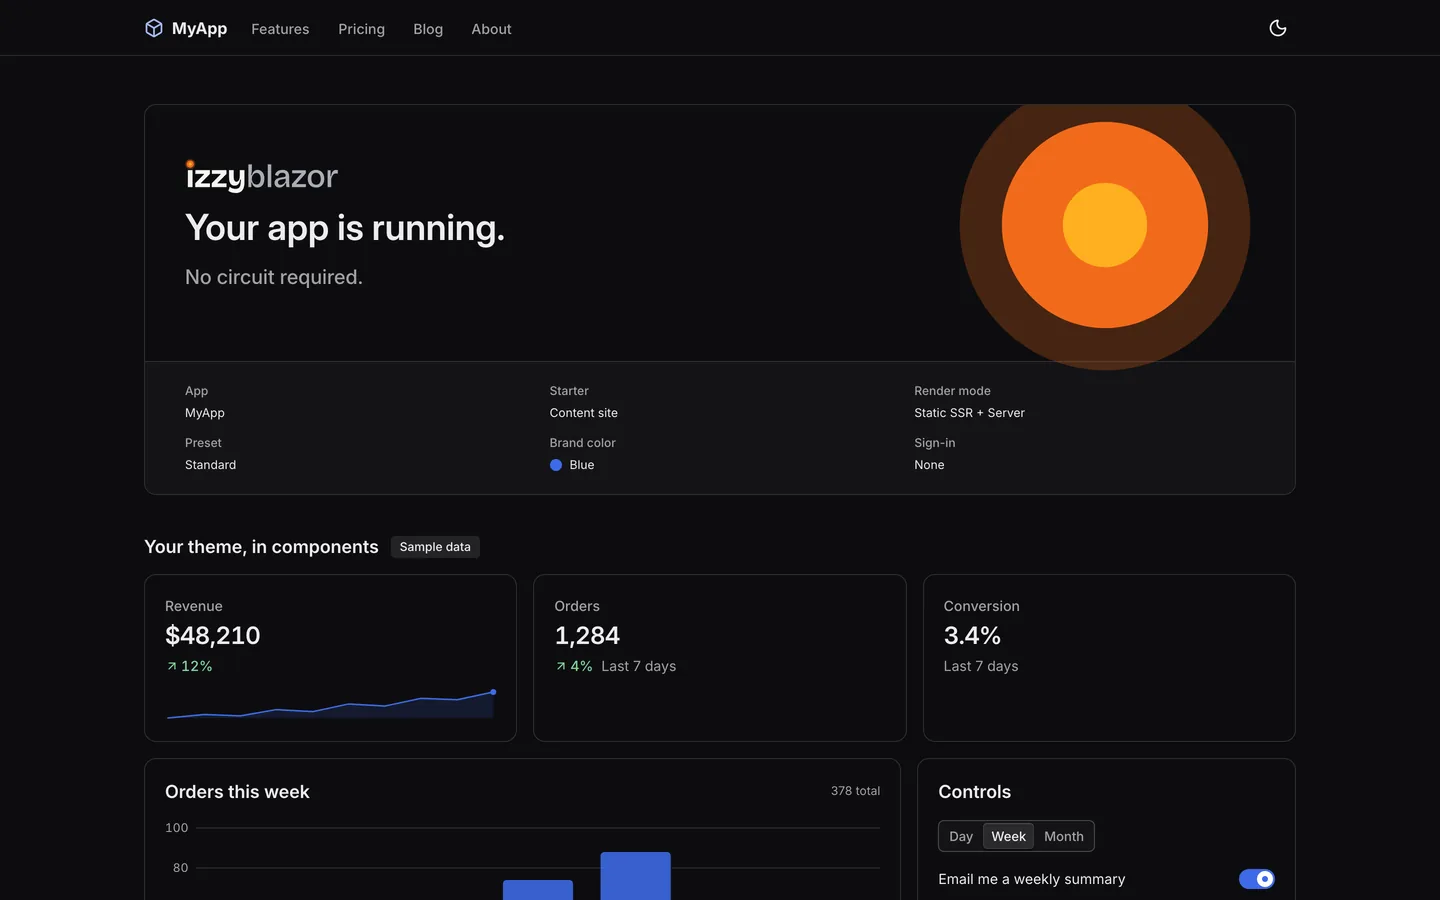 MyApp Features Pricing Blog About
izzyblazor
Your app is running.
No circuit required.
App
MyApp
Starter
Content site
Render mode
Static SSR + Server
Preset
Standard
Brand color
Blue
Sign-in
None
Your theme, in components Sample data
Revenue
$48,210
12%
Orders
1,284
4% Last 7 days
Conversion
3.4%
Last 7 days
Orders this week 378 total
100
80
Controls
Day Week Month
Email me a weekly summary